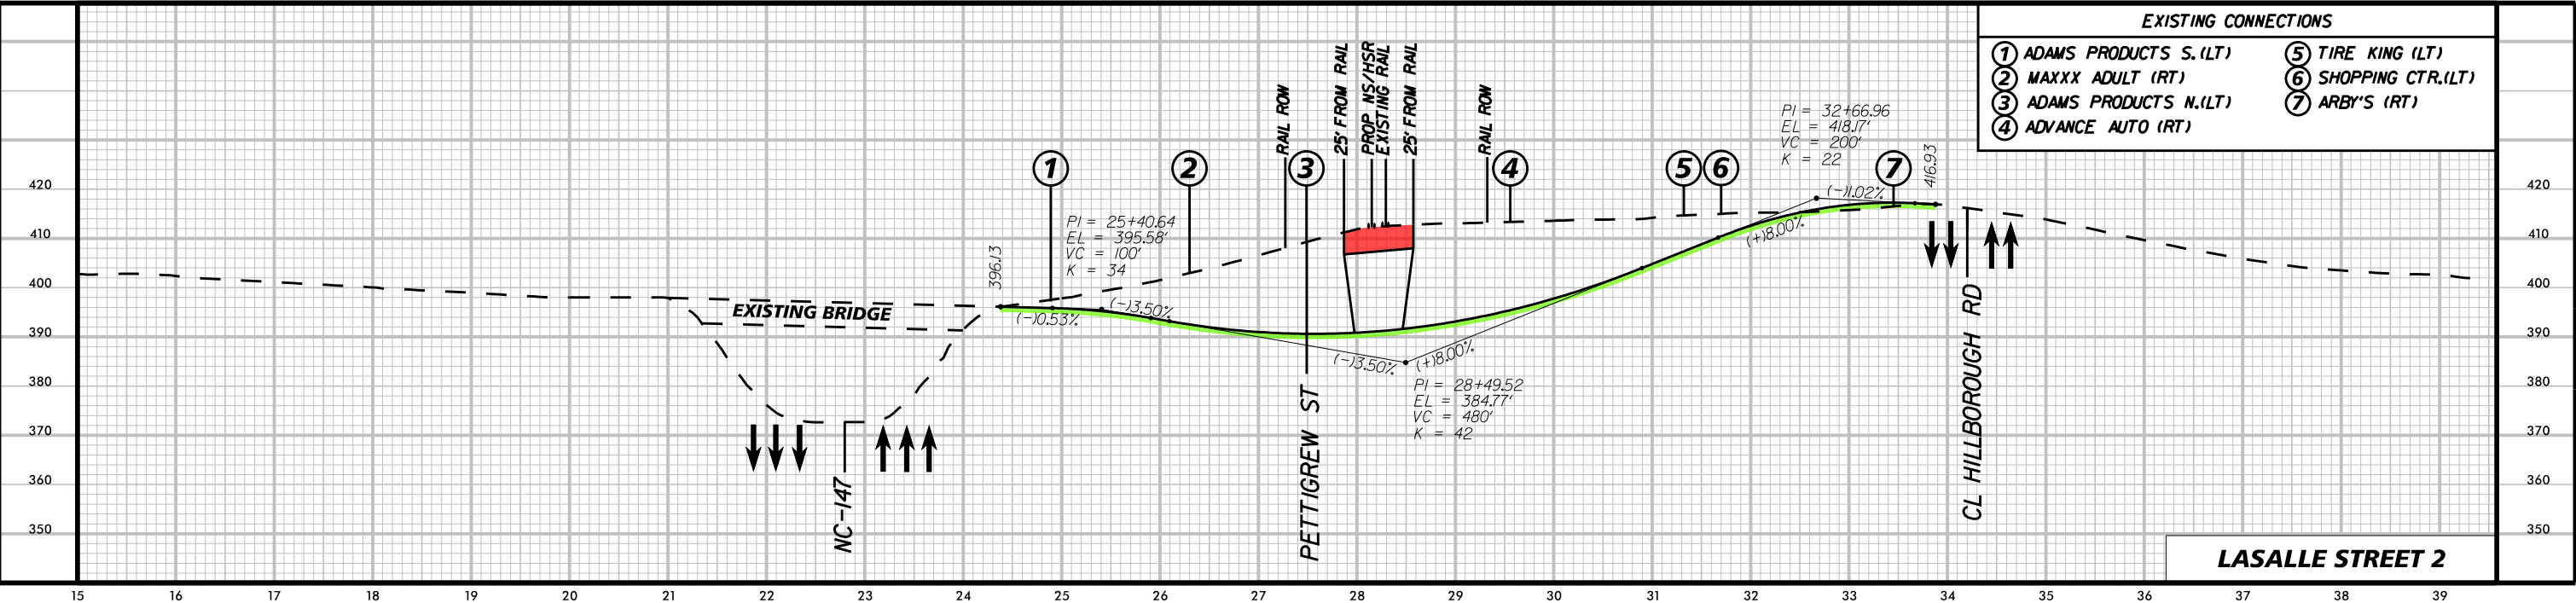 EXISTING CONNECTIONS
1 ADAMS PRODUCTS S.(LT)
2 MAXXX ADULT (RT)
3 ADAMS PRODUCTS N.(LT)
4 ADVANCE AUTO (RT)
5 TIRE KING (LT)
6 SHOPPING CTR.(LT)
7 ARBY'S (RT)
RAIL ROW
25' FROM RAIL
PROP NS/HSR
EXISTING RAIL
25' FROM RAIL
RAIL ROW
PI = 32+66.96
EL = 418.17'
VC = 200'
K = 22
416.93
1
2
3
4
5
6
7
(-)1.02%
(+)8.00%
PI = 25+40.64
EL = 395.58'
VC = 100'
K = 34
396.13
(-)0.53%
(-)3.50%
EXISTING BRIDGE
(-)3.50%
(+)8.00%
PI = 28+49.52
EL = 384.77'
VC = 480'
K = 42
NC-147
PETTIGREW ST
CL HILLBOROUGH RD
420
410
400
390
380
370
360
350
420
410
400
390
380
370
360
350
LASALLE STREET 2
15 16 17 18 19 20 21 22 23 24 25 26 27 28 29 30 31 32 33 34 35 36 37 38 39